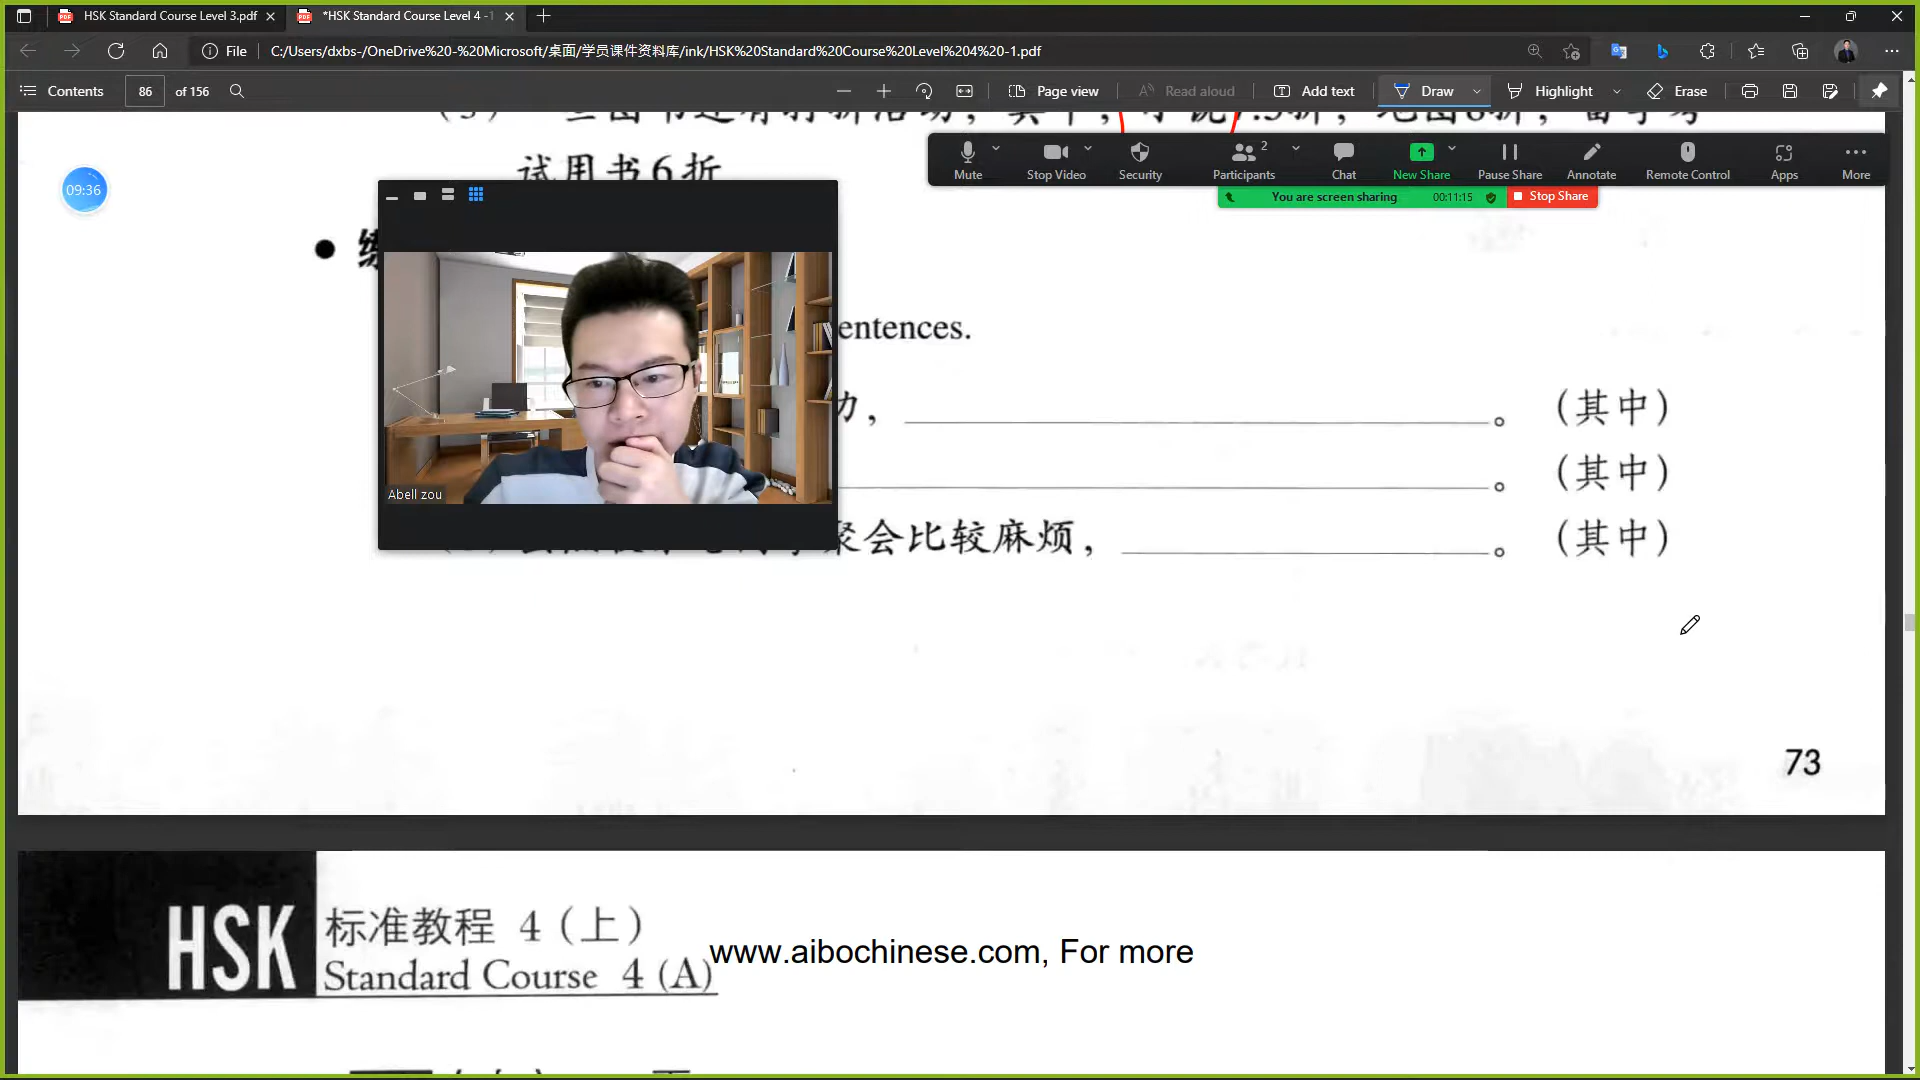 HSK Standard Course Level 3.pdf
*HSK Standard Course Level 4 -1
File
C:/Users/dxbs-/OneDrive%20-%20Microsoft/桌面/学员课件资料库/ink/HSK%20Standard%20Course%20Level%204%20-1.pdf
Contents 86 of 156
Page view
Read aloud
Add text
Draw
Highlight
Erase
试用书6折
09:36
Mute
Stop Video
Security
2
Participants
Chat
New Share
Pause Share
Annotate
Remote Control
Apps
More
You are screen sharing 00:11:15 Stop Share
entences.
, 。 (其中)
。 (其中)
聚会比较麻烦, 。 (其中)
Abell zou
73
HSK 标准教程 4(上)
Standard Course 4 (A)
www.aibochinese.com, For more